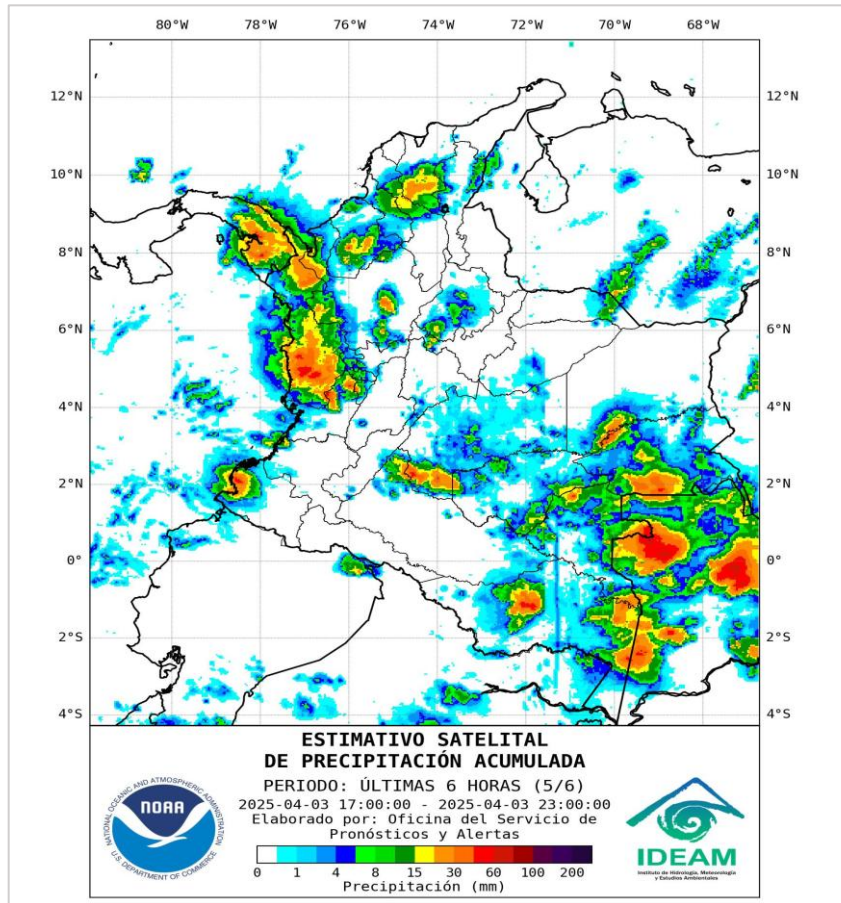 80°W 78°W 76°W 74°W 72°W 70°W 68°W
12°N 12°N
10°N 10°N
8°N 8°N
6°N 6°N
4°N 4°N
2°N 2°N
0° 0°
2°S 2°S
4°S 4°S
ESTIMATIVO SATELITAL
DE PRECIPITACIÓN ACUMULADA
PERIODO: ÚLTIMAS 6 HORAS (5/6)
2025-04-03 17:00:00 - 2025-04-03 23:00:00
Elaborado por: Oficina del Servicio de
Pronósticos y Alertas
0 1 4 8 15 30 60 100 200
Precipitación (mm)
NATIONAL OCEANIC AND ATMOSPHERIC ADMINISTRATION
NOAA
U.S. DEPARTMENT OF COMMERCE
IDEAM
Instituto de Hidrología, Meteorología
y Estudios Ambientales